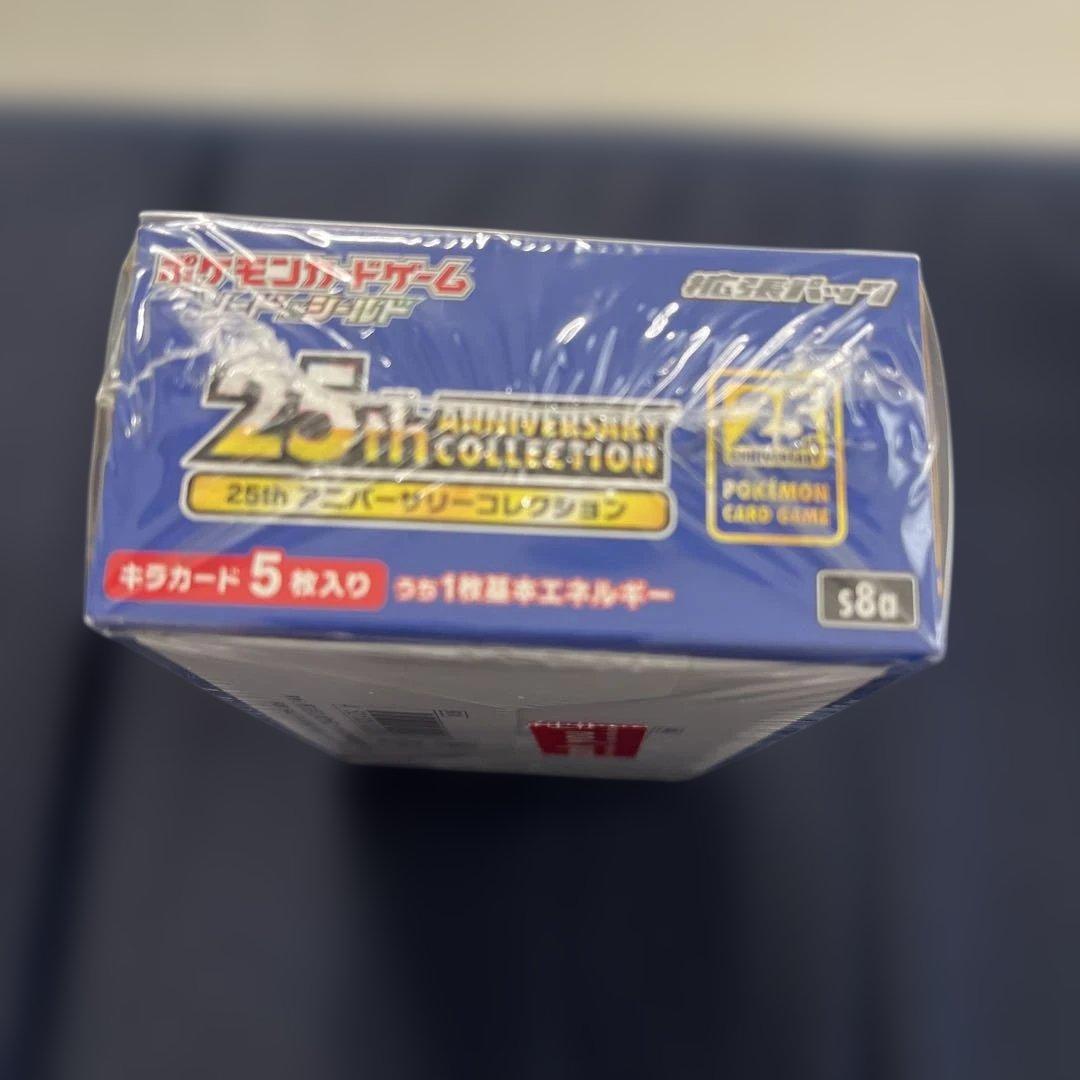 ポケモンカードゲーム
ソード&シールド
拡張パック
25th ANNIVERSARY
COLLECTION
25th アニバーサリーコレクション
25
ANNIVERSARY
POKÉMON
CARD GAME
キラカード5枚入り
うち1枚基本エネルギー
s8a